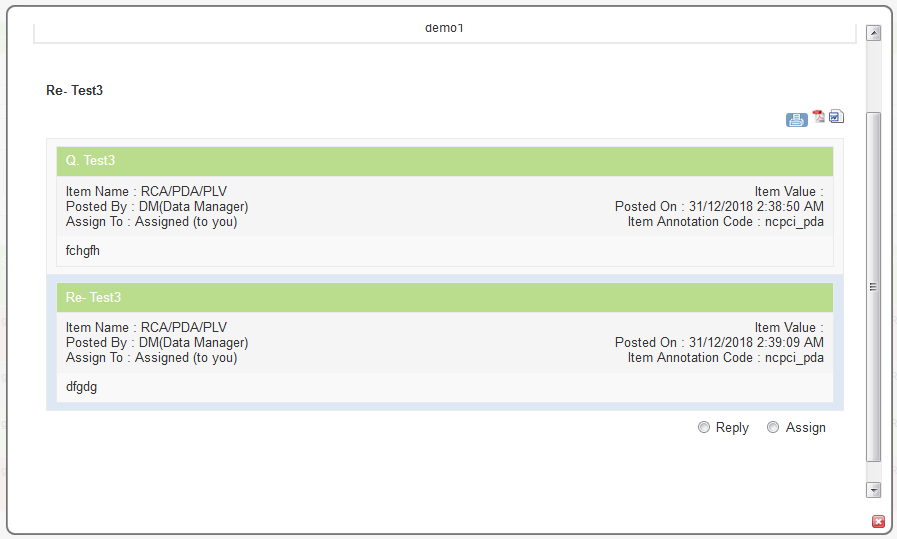 demo1
Re- Test3
Q. Test3
Item Name : RCA/PDA/PLV Item Value :
Posted By : DM(Data Manager) Posted On : 31/12/2018 2:38:50 AM
Assign To : Assigned (to you) Item Annotation Code : ncpci_pda
fchgfh
Re- Test3
Item Name : RCA/PDA/PLV Item Value :
Posted By : DM(Data Manager) Posted On : 31/12/2018 2:39:09 AM
Assign To : Assigned (to you) Item Annotation Code : ncpci_pda
dfgdg
Reply Assign